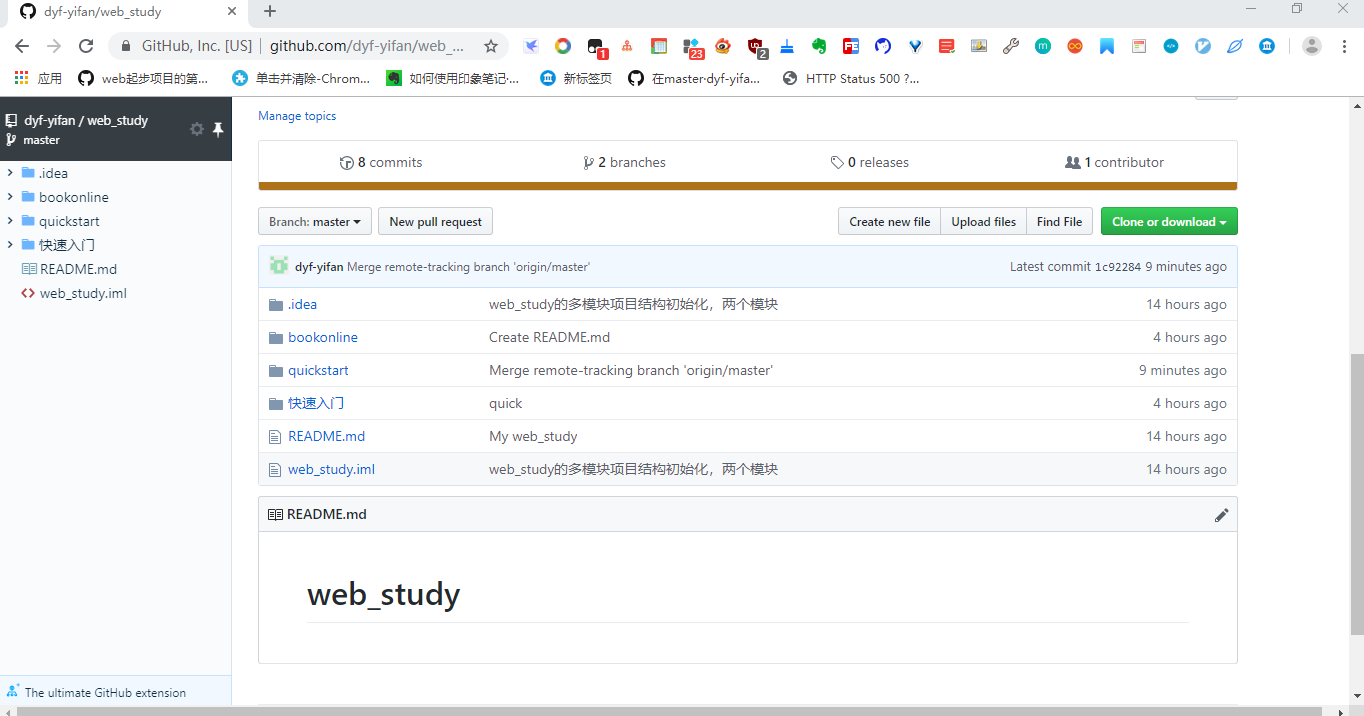 dyf-yifan/web_study
GitHub, Inc. [US] | github.com/dyf-yifan/web_...
1
23
2
应用
web起步项目的第...
单击并清除-Chrom...
如何使用印象笔记·...
新标签页
在master·dyf-yifa...
HTTP Status 500 ?...
dyf-yifan / web_study
master
.idea
bookonline
quickstart
快速入门
README.md
web_study.iml
The ultimate GitHub extension
Manage topics
8 commits
2 branches
0 releases
1 contributor
Branch: master
New pull request
Create new file
Upload files
Find File
Clone or download
dyf-yifan Merge remote-tracking branch 'origin/master'
Latest commit 1c92284 9 minutes ago
.idea web_study的多模块项目结构初始化，两个模块 14 hours ago
bookonline Create README.md 4 hours ago
quickstart Merge remote-tracking branch 'origin/master' 9 minutes ago
快速入门 quick 4 hours ago
README.md My web_study 14 hours ago
web_study.iml web_study的多模块项目结构初始化，两个模块 14 hours ago
README.md
web_study